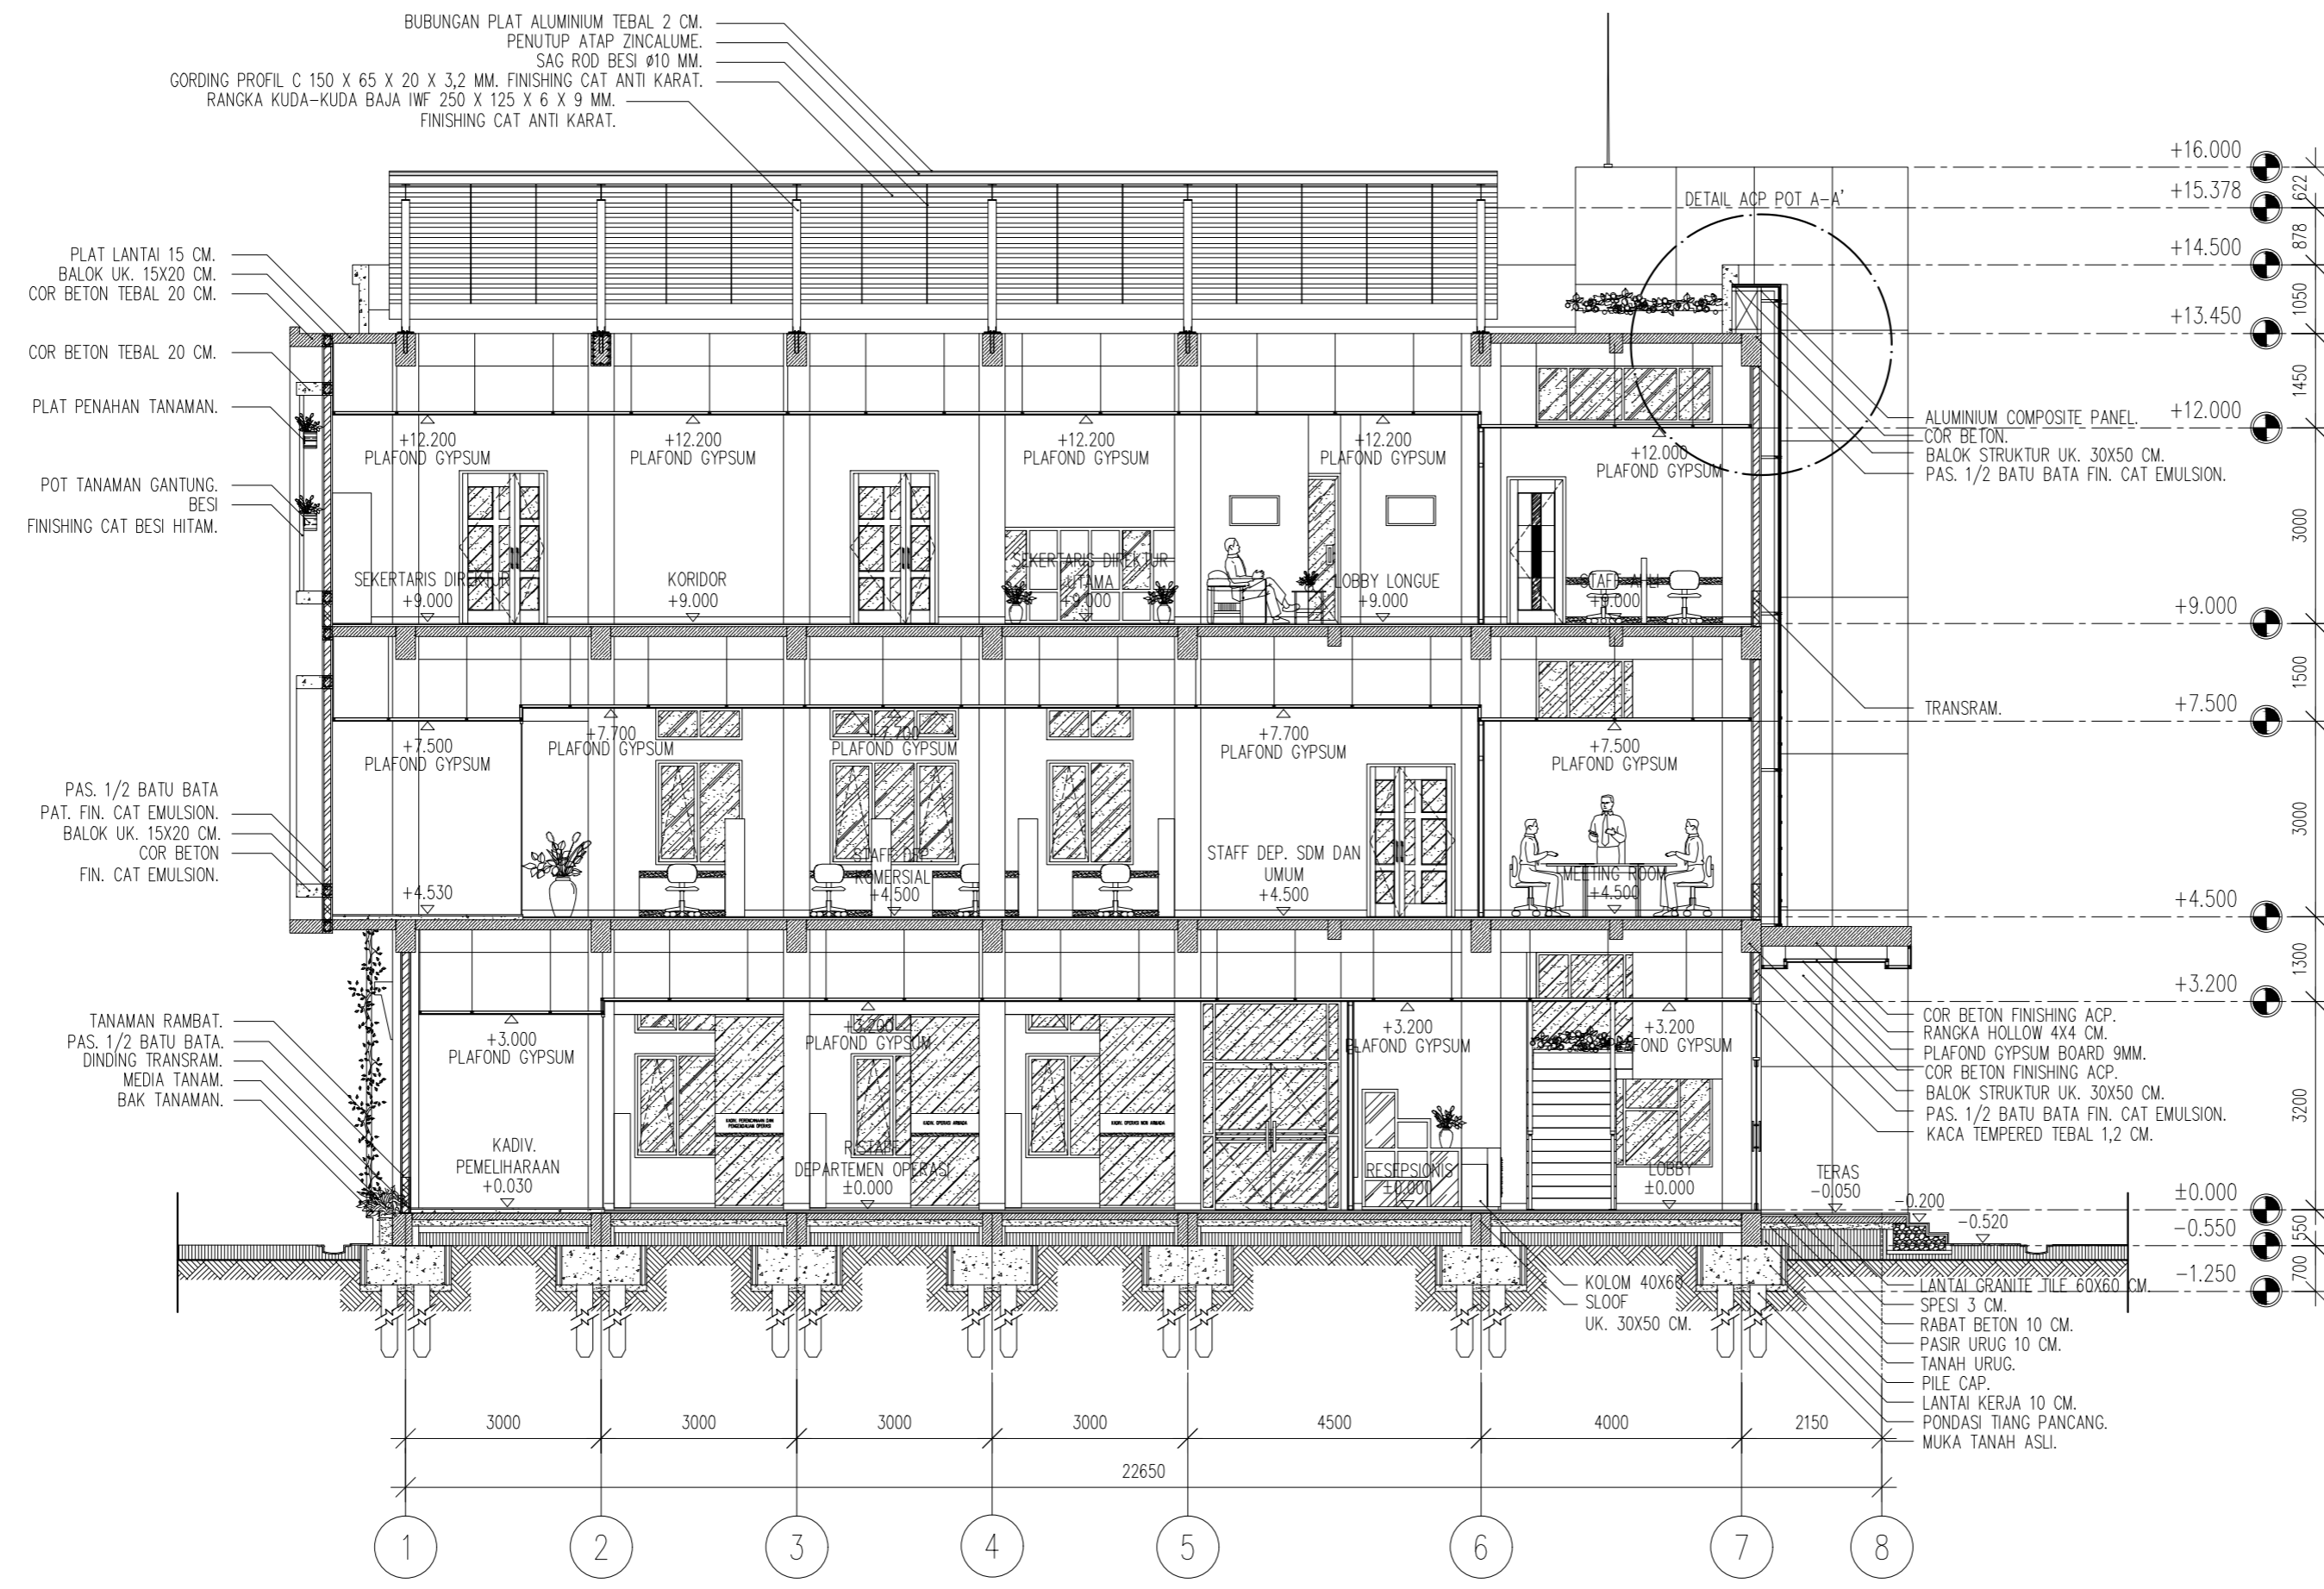 BUBUNGAN PLAT ALUMINIUM TEBAL 2 CM.
PENUTUP ATAP ZINCALUME.
SAG ROD BESI Ø10 MM.
GORDING PROFIL C 150 X 65 X 20 X 3,2 MM. FINISHING CAT ANTI KARAT.
RANGKA KUDA-KUDA BAJA IWF 250 X 125 X 6 X 9 MM.
FINISHING CAT ANTI KARAT.
PLAT LANTAI 15 CM.
BALOK UK. 15X20 CM.
COR BETON TEBAL 20 CM.
COR BETON TEBAL 20 CM.
PLAT PENAHAN TANAMAN.
POT TANAMAN GANTUNG.
BESI
FINISHING CAT BESI HITAM.
PAS. 1/2 BATU BATA
PAT. FIN. CAT EMULSION.
BALOK UK. 15X20 CM.
COR BETON
FIN. CAT EMULSION.
TANAMAN RAMBAT.
PAS. 1/2 BATU BATA.
DINDING TRANSRAM.
MEDIA TANAM.
BAK TANAMAN.
DETAIL ACP POT A-A'
+12.200
PLAFOND GYPSUM
+12.200
PLAFOND GYPSUM
+12.200
PLAFOND GYPSUM
+12.200
PLAFOND GYPSUM
+12.000
PLAFOND GYPSUM
SEKERTARIS DIREKTUR
+9.000
KORIDOR
+9.000
SEKERTARIS DIREKTUR
UTAMA
+9.000
LOBBY LONGUE
+9.000
STAFF AHLI
+9.000
+7.500
PLAFOND GYPSUM
+7.700
PLAFOND GYPSUM
+7.700
PLAFOND GYPSUM
+7.700
PLAFOND GYPSUM
+7.500
PLAFOND GYPSUM
+4.530
STAFF DEP.
KOMERSIAL
+4.500
STAFF DEP. SDM DAN
UMUM
+4.500
MEETING ROOM
+4.500
+3.000
PLAFOND GYPSUM
+3.200
PLAFOND GYPSUM
+3.200
PLAFOND GYPSUM
+3.200
PLAFOND GYPSUM
KADIV. PERENCANAAN DAN
PENGENDALIAN OPERASI
KADIV. OPERASI ARMADA
KADIV. OPERASI NON ARMADA
KADIV.
PEMELIHARAAN
+0.030
R.STAFF
DEPARTEMEN OPERASI
±0.000
RESEPSIONIS
±0.000
LOBBY
±0.000
TERAS
-0.050
-0.200
-0.520
ALUMINIUM COMPOSITE PANEL.
COR BETON.
BALOK STRUKTUR UK. 30X50 CM.
PAS. 1/2 BATU BATA FIN. CAT EMULSION.
TRANSRAM.
COR BETON FINISHING ACP.
RANGKA HOLLOW 4X4 CM.
PLAFOND GYPSUM BOARD 9MM.
COR BETON FINISHING ACP.
BALOK STRUKTUR UK. 30X50 CM.
PAS. 1/2 BATU BATA FIN. CAT EMULSION.
KACA TEMPERED TEBAL 1,2 CM.
KOLOM 40X60
SLOOF
UK. 30X50 CM.
LANTAI GRANITE TILE 60X60 CM.
SPESI 3 CM.
RABAT BETON 10 CM.
PASIR URUG 10 CM.
TANAH URUG.
PILE CAP.
LANTAI KERJA 10 CM.
PONDASI TIANG PANCANG.
MUKA TANAH ASLI.
+16.000
+15.378
+14.500
+13.450
+12.000
+9.000
+7.500
+4.500
+3.200
±0.000
-0.550
-1.250
622
878
1050
1450
3000
1500
3000
1300
3200
550
700
3000
3000
3000
3000
4500
4000
2150
22650
1
2
3
4
5
6
7
8